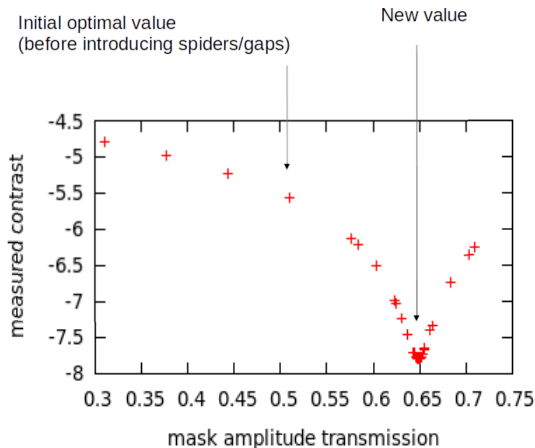 Initial optimal value
(before introducing spiders/gaps)
New value
measured contrast
-4.5
-5
-5.5
-6
-6.5
-7
-7.5
-8
0.3 0.35 0.4 0.45 0.5 0.55 0.6 0.65 0.7 0.75
mask amplitude transmission